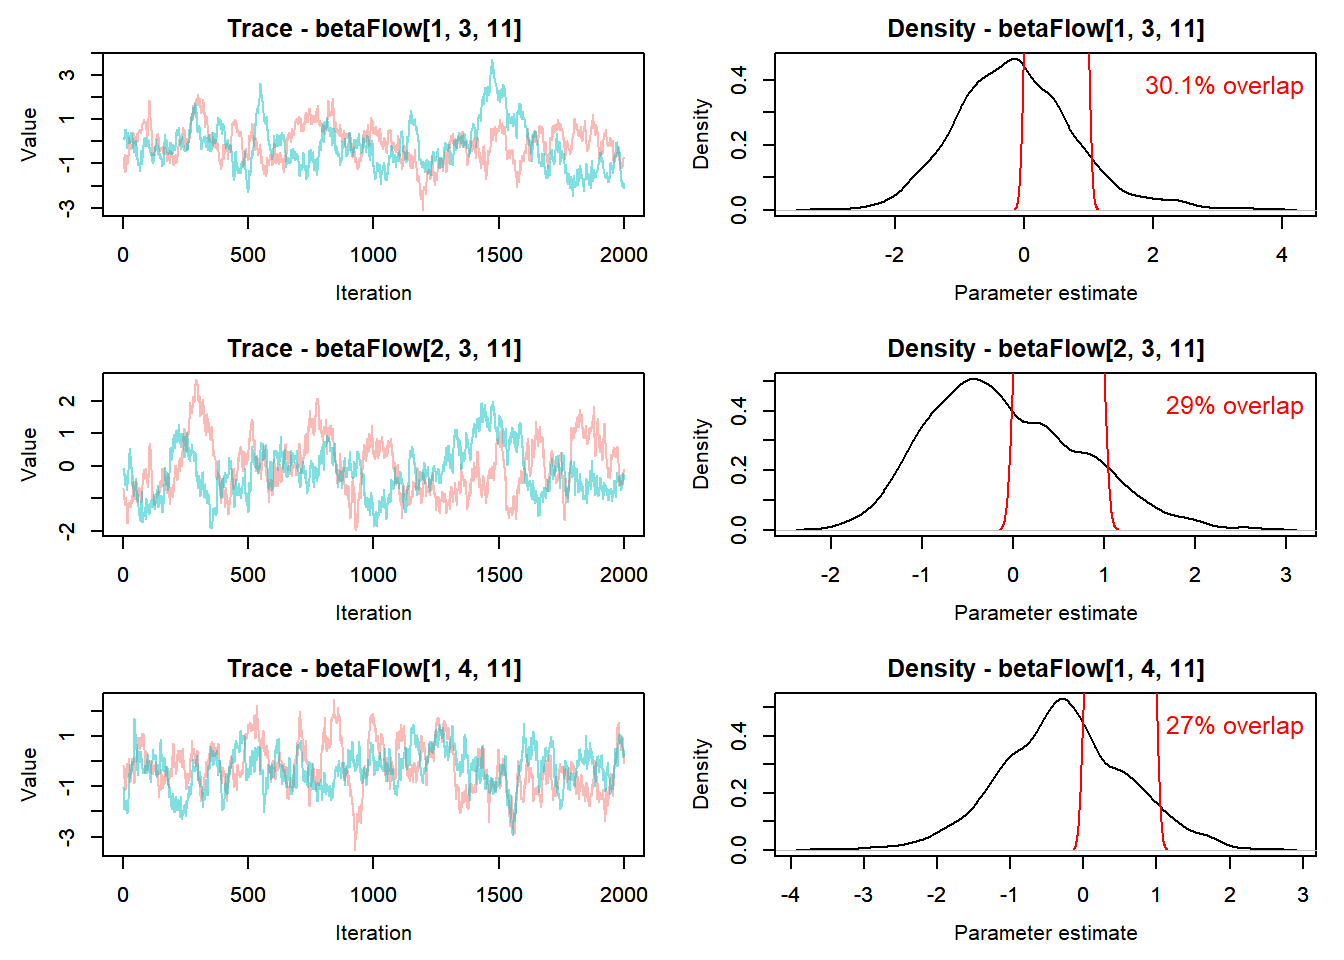 Trace - betaFlow[1, 3, 11]
Value
3
1
-1
-3
0 500 1000 1500 2000
Iteration
Density - betaFlow[1, 3, 11]
Density
0.4
0.2
0.0
30.1% overlap
-2 0 2 4
Parameter estimate
Trace - betaFlow[2, 3, 11]
Value
2
1
0
-2
0 500 1000 1500 2000
Iteration
Density - betaFlow[2, 3, 11]
Density
0.4
0.2
0.0
29% overlap
-2 -1 0 1 2 3
Parameter estimate
Trace - betaFlow[1, 4, 11]
Value
1
-1
-3
0 500 1000 1500 2000
Iteration
Density - betaFlow[1, 4, 11]
Density
0.4
0.2
0.0
27% overlap
-4 -3 -2 -1 0 1 2 3
Parameter estimate